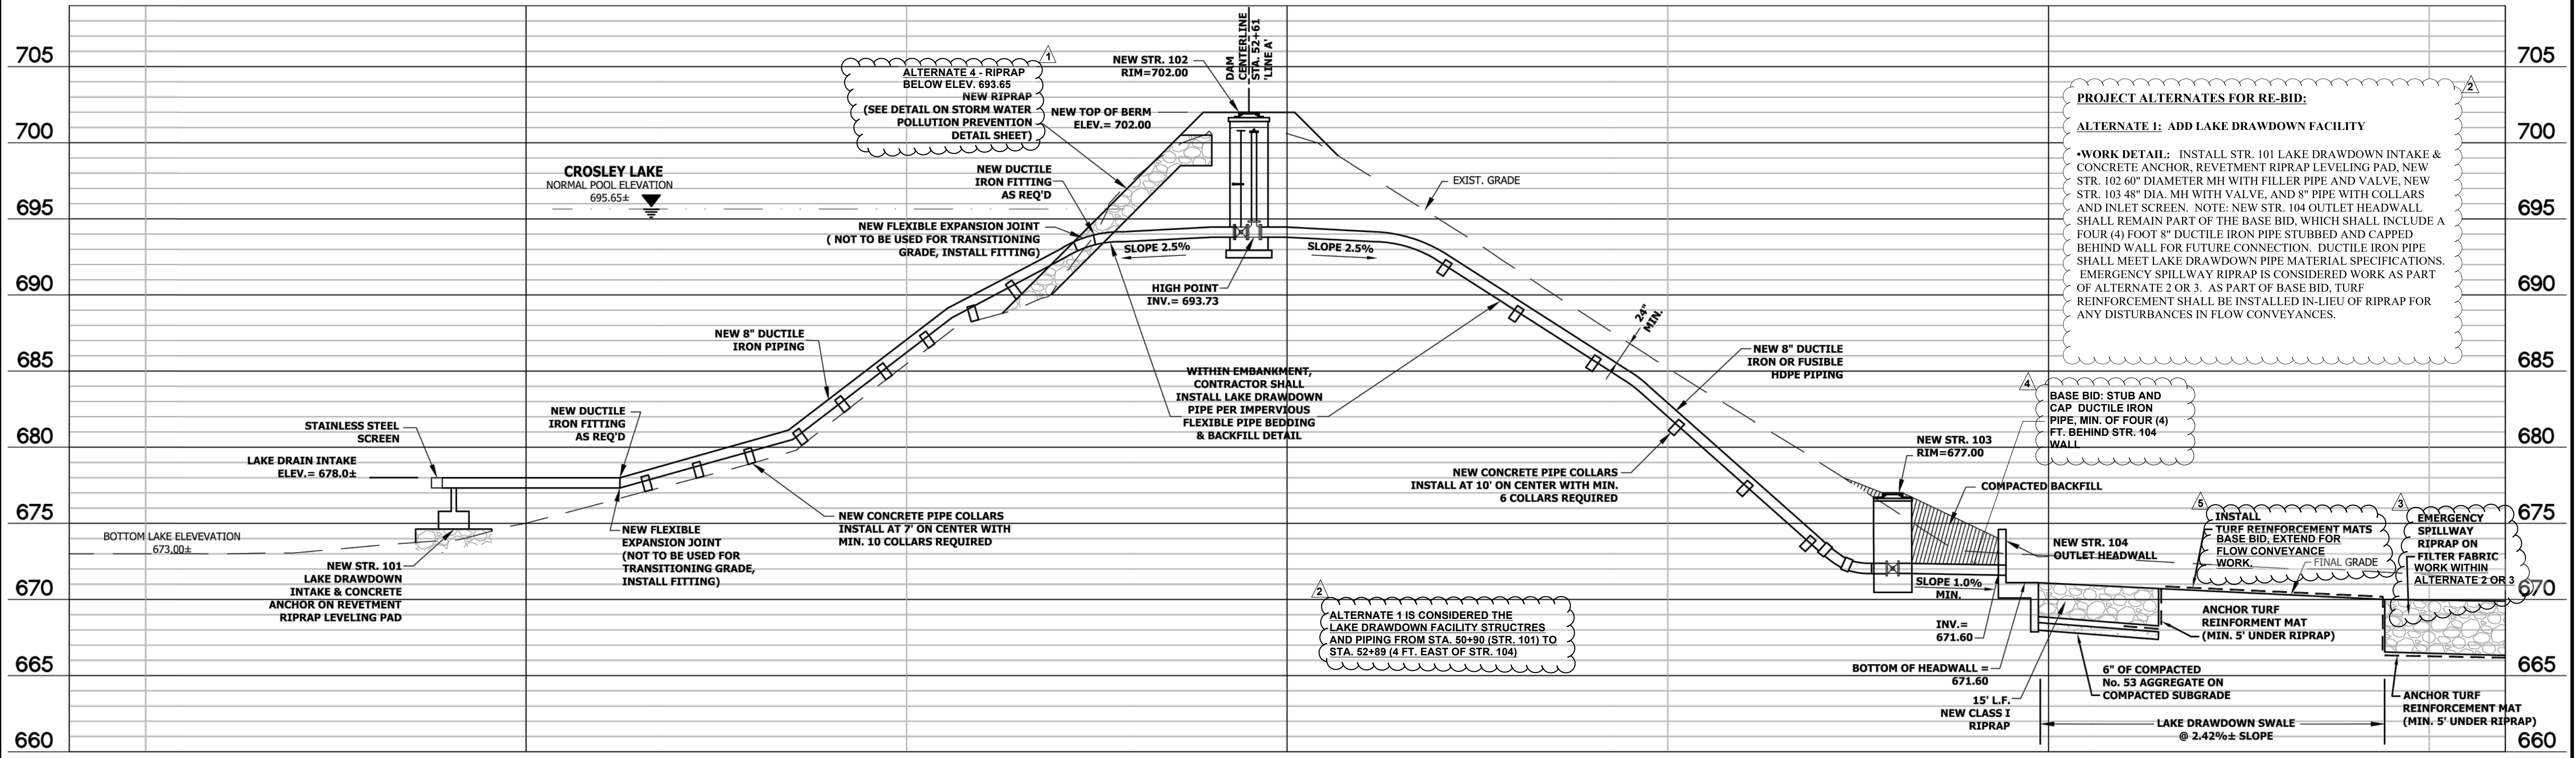 705
700
695
690
685
680
675
670
665
660
ALTERNATE 4 - RIPRAP
BELOW ELEV. 693.65
NEW RIPRAP
(SEE DETAIL ON STORM WATER
POLLUTION PREVENTION
DETAIL SHEET)
1
NEW STR. 102
RIM=702.00
DAM
CENTERLINE
STA. 52+61
'LINE A'
NEW TOP OF BERM
ELEV.= 702.00
CROSLEY LAKE
NORMAL POOL ELEVATION
695.65±
NEW DUCTILE
IRON FITTING
AS REQ'D
NEW FLEXIBLE EXPANSION JOINT
( NOT TO BE USED FOR TRANSITIONING
GRADE, INSTALL FITTING)
SLOPE 2.5%
SLOPE 2.5%
HIGH POINT
INV.= 693.73
EXIST. GRADE
24"
MIN.
NEW 8" DUCTILE
IRON PIPING
WITHIN EMBANKMENT,
CONTRACTOR SHALL
INSTALL LAKE DRAWDOWN
PIPE PER IMPERVIOUS
FLEXIBLE PIPE BEDDING
& BACKFILL DETAIL
NEW 8" DUCTILE
IRON OR FUSIBLE
HDPE PIPING
STAINLESS STEEL
SCREEN
LAKE DRAIN INTAKE
ELEV.= 678.0±
NEW DUCTILE
IRON FITTING
AS REQ'D
BOTTOM LAKE ELEVEVATION
673.00±
NEW STR. 101
LAKE DRAWDOWN
INTAKE & CONCRETE
ANCHOR ON REVETMENT
RIPRAP LEVELING PAD
NEW FLEXIBLE
EXPANSION JOINT
(NOT TO BE USED FOR
TRANSITIONING GRADE,
INSTALL FITTING)
NEW CONCRETE PIPE COLLARS
INSTALL AT 7' ON CENTER WITH
MIN. 10 COLLARS REQUIRED
NEW CONCRETE PIPE COLLARS
INSTALL AT 10' ON CENTER WITH MIN.
6 COLLARS REQUIRED
2
ALTERNATE 1 IS CONSIDERED THE
LAKE DRAWDOWN FACILITY STRUCTRES
AND PIPING FROM STA. 50+90 (STR. 101) TO
STA. 52+89 (4 FT. EAST OF STR. 104)
2
PROJECT ALTERNATES FOR RE-BID:
ALTERNATE 1: ADD LAKE DRAWDOWN FACILITY
•WORK DETAIL: INSTALL STR. 101 LAKE DRAWDOWN INTAKE &
CONCRETE ANCHOR, REVETMENT RIPRAP LEVELING PAD, NEW
STR. 102 60" DIAMETER MH WITH FILLER PIPE AND VALVE, NEW
STR. 103 48" DIA. MH WITH VALVE, AND 8" PIPE WITH COLLARS
AND INLET SCREEN. NOTE: NEW STR. 104 OUTLET HEADWALL
SHALL REMAIN PART OF THE BASE BID, WHICH SHALL INCLUDE A
FOUR (4) FOOT 8" DUCTILE IRON PIPE STUBBED AND CAPPED
BEHIND WALL FOR FUTURE CONNECTION. DUCTILE IRON PIPE
SHALL MEET LAKE DRAWDOWN PIPE MATERIAL SPECIFICATIONS.
EMERGENCY SPILLWAY RIPRAP IS CONSIDERED WORK AS PART
OF ALTERNATE 2 OR 3. AS PART OF BASE BID, TURF
REINFORCEMENT SHALL BE INSTALLED IN-LIEU OF RIPRAP FOR
ANY DISTURBANCES IN FLOW CONVEYANCES.
4
BASE BID: STUB AND
CAP DUCTILE IRON
PIPE, MIN. OF FOUR (4)
FT. BEHIND STR. 104
WALL
NEW STR. 103
RIM=677.00
COMPACTED BACKFILL
NEW STR. 104
OUTLET HEADWALL
5
INSTALL
TURF REINFORCEMENT MATS
BASE BID, EXTEND FOR
FLOW CONVEYANCE
WORK.
FINAL GRADE
3
EMERGENCY
SPILLWAY
RIPRAP ON
FILTER FABRIC
WORK WITHIN
ALTERNATE 2 OR 3
SLOPE 1.0%
MIN.
INV.=
671.60
BOTTOM OF HEADWALL =
671.60
15' L.F.
NEW CLASS I
RIPRAP
ANCHOR TURF
REINFORMENT MAT
(MIN. 5' UNDER RIPRAP)
6" OF COMPACTED
No. 53 AGGREGATE ON
COMPACTED SUBGRADE
LAKE DRAWDOWN SWALE
@ 2.42%± SLOPE
ANCHOR TURF
REINFORCEMENT MAT
(MIN. 5' UNDER RIPRAP)
705
700
695
690
685
680
675
670
665
660